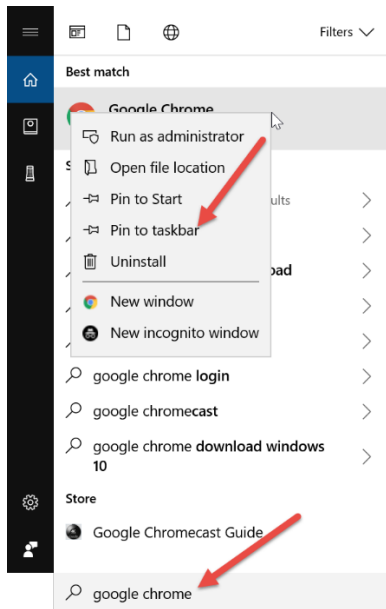 Filters
Best match
Google Chrome
Run as administrator
Open file location
Pin to Start
Pin to taskbar
Uninstall
New window
New incognito window
google chrome login
google chromecast
google chrome download windows
10
Store
Google Chromecast Guide
google chrome